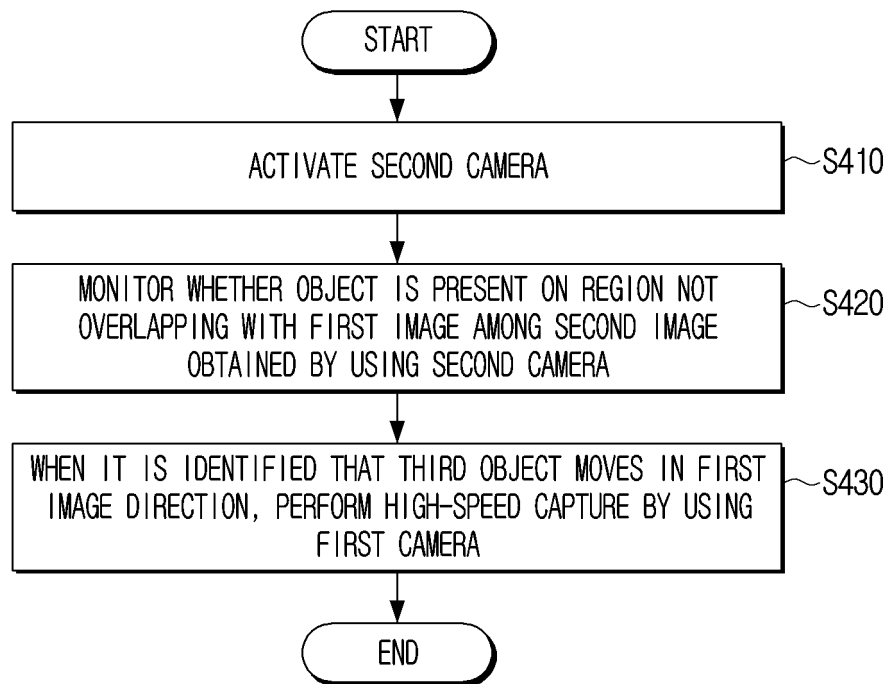 START
ACTIVATE SECOND CAMERA
S410
MONITOR WHETHER OBJECT IS PRESENT ON REGION NOT
OVERLAPPING WITH FIRST IMAGE AMONG SECOND IMAGE
OBTAINED BY USING SECOND CAMERA
S420
WHEN IT IS IDENTIFIED THAT THIRD OBJECT MOVES IN FIRST
IMAGE DIRECTION, PERFORM HIGH-SPEED CAPTURE BY USING
FIRST CAMERA
S430
END